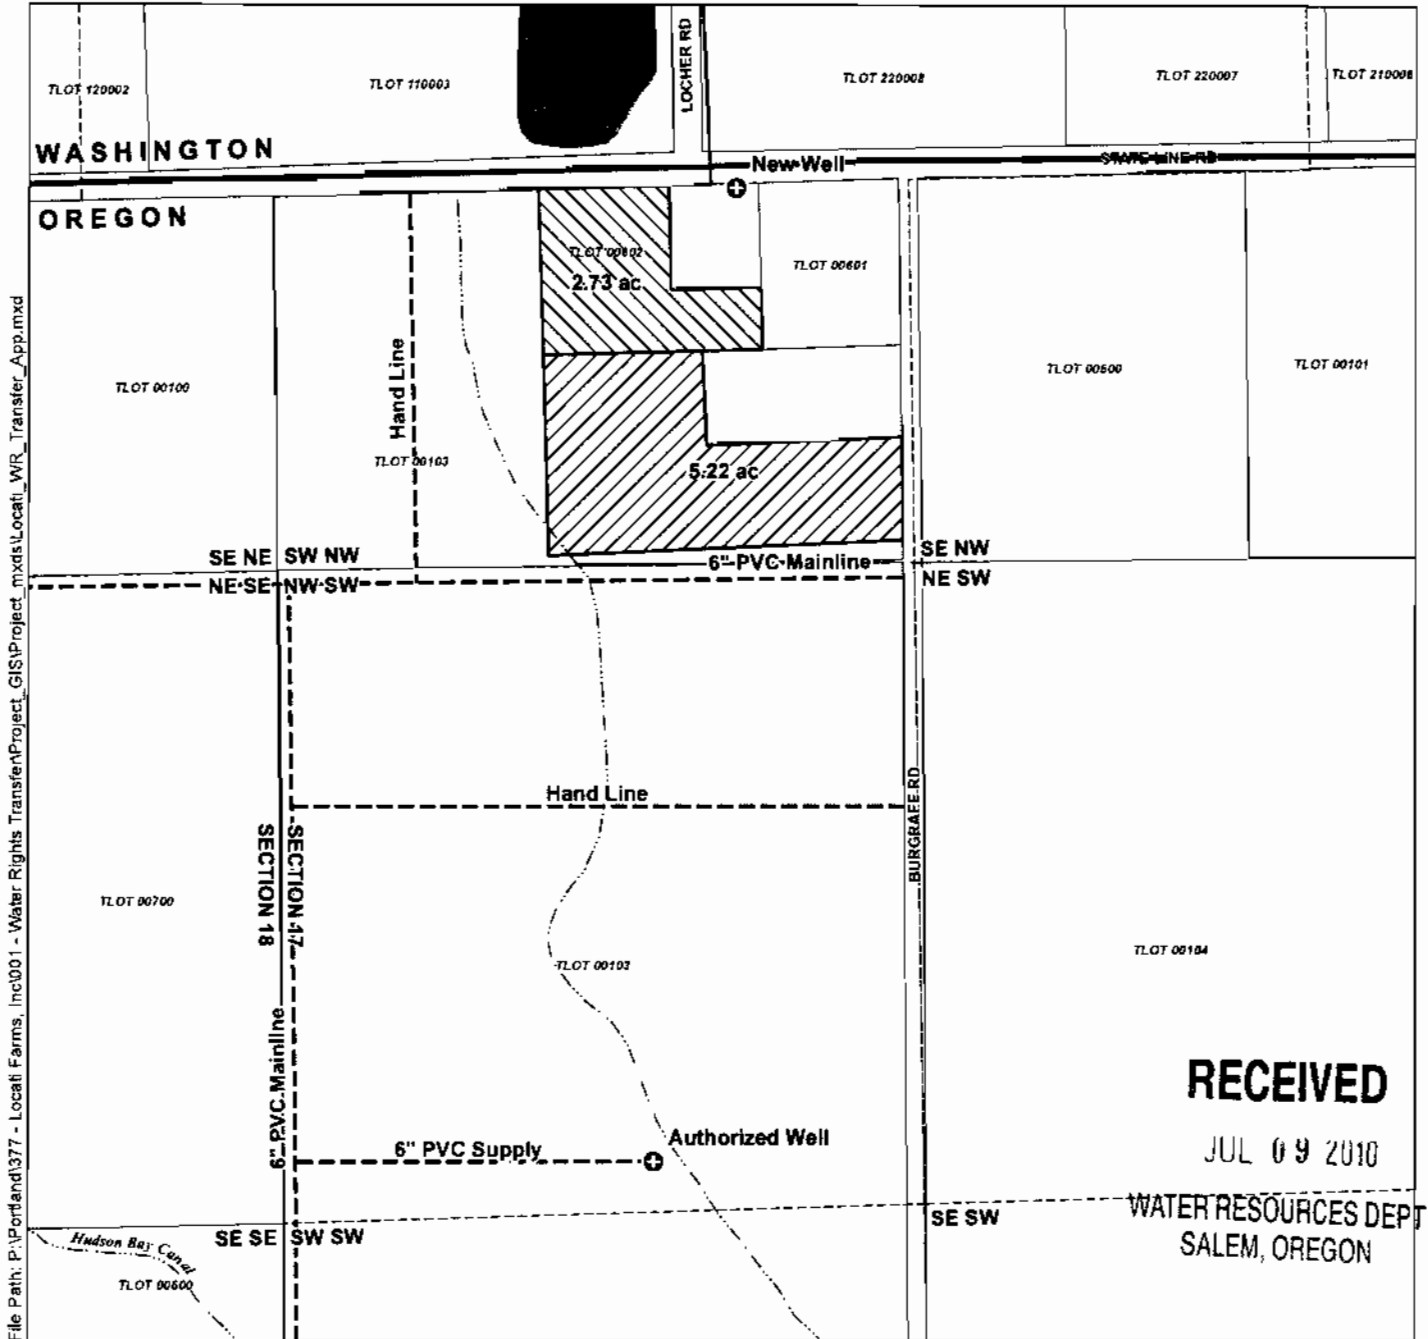 LOCHER RD
TLOT 120002
TLOT 110003
TLOT 220008
TLOT 220007
WASHINGTON
New Well
STATE LINE RD
OREGON
2.73 ac
TLOT 00601
Hand Line
TLOT 00100
TLOT 00103
TLOT 00500
TLOT 00101
5.22 ac
SE NE SW NW
6" PVC Mainline
SE NW
NE SE NW SW
NE SW
Hand Line
SECTION 18
SECTION 17
TLOT 00700
TLOT 00103
TLOT 00104
6" PVC Mainline
6" PVC Supply
Authorized Well
RECEIVED
JUL 09 2010
WATER RESOURCES DEPT
SALEM, OREGON
SE SE SW SW
SE SW
Hudson Bay Canal
TLOT 00600
File Path: P:\Portland\377 - Locati Farms, Inc\001 - Water Rights Transfer\Project_GIS\Project_mxds\Locati_WR_Transfer_App.mxd